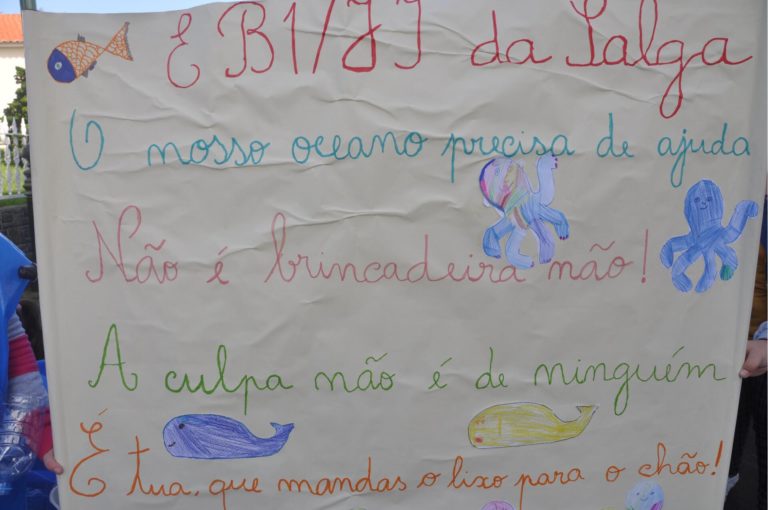 EB1/JI da Salga
O nosso oceano precisa de ajuda
Não é brincadeira não!
A culpa não é de ninguém
É tua, que mandas o lixo para o chão!